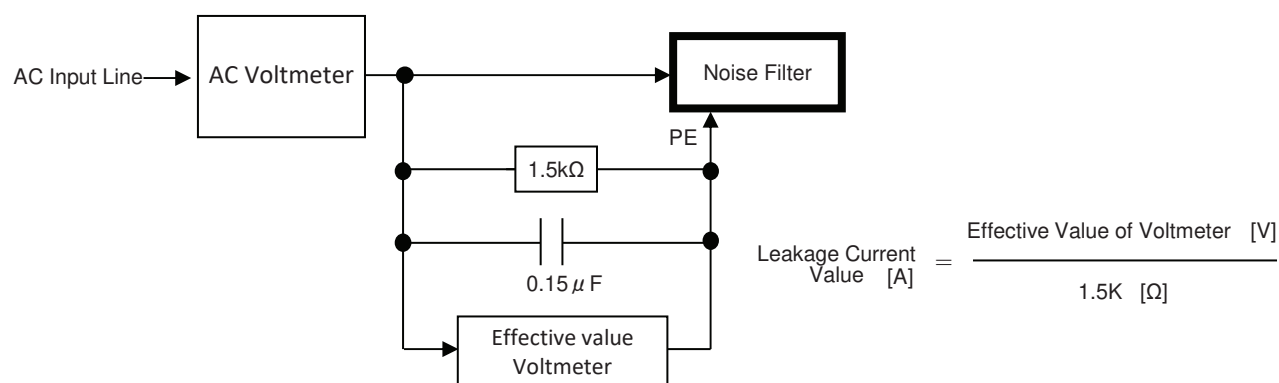 AC Input Line
AC Voltmeter
Noise Filter
PE
1.5kΩ
0.15 μ F
Effective value
Voltmeter
Leakage Current
Value [A]
=
Effective Value of Voltmeter [V]
1.5K [Ω]